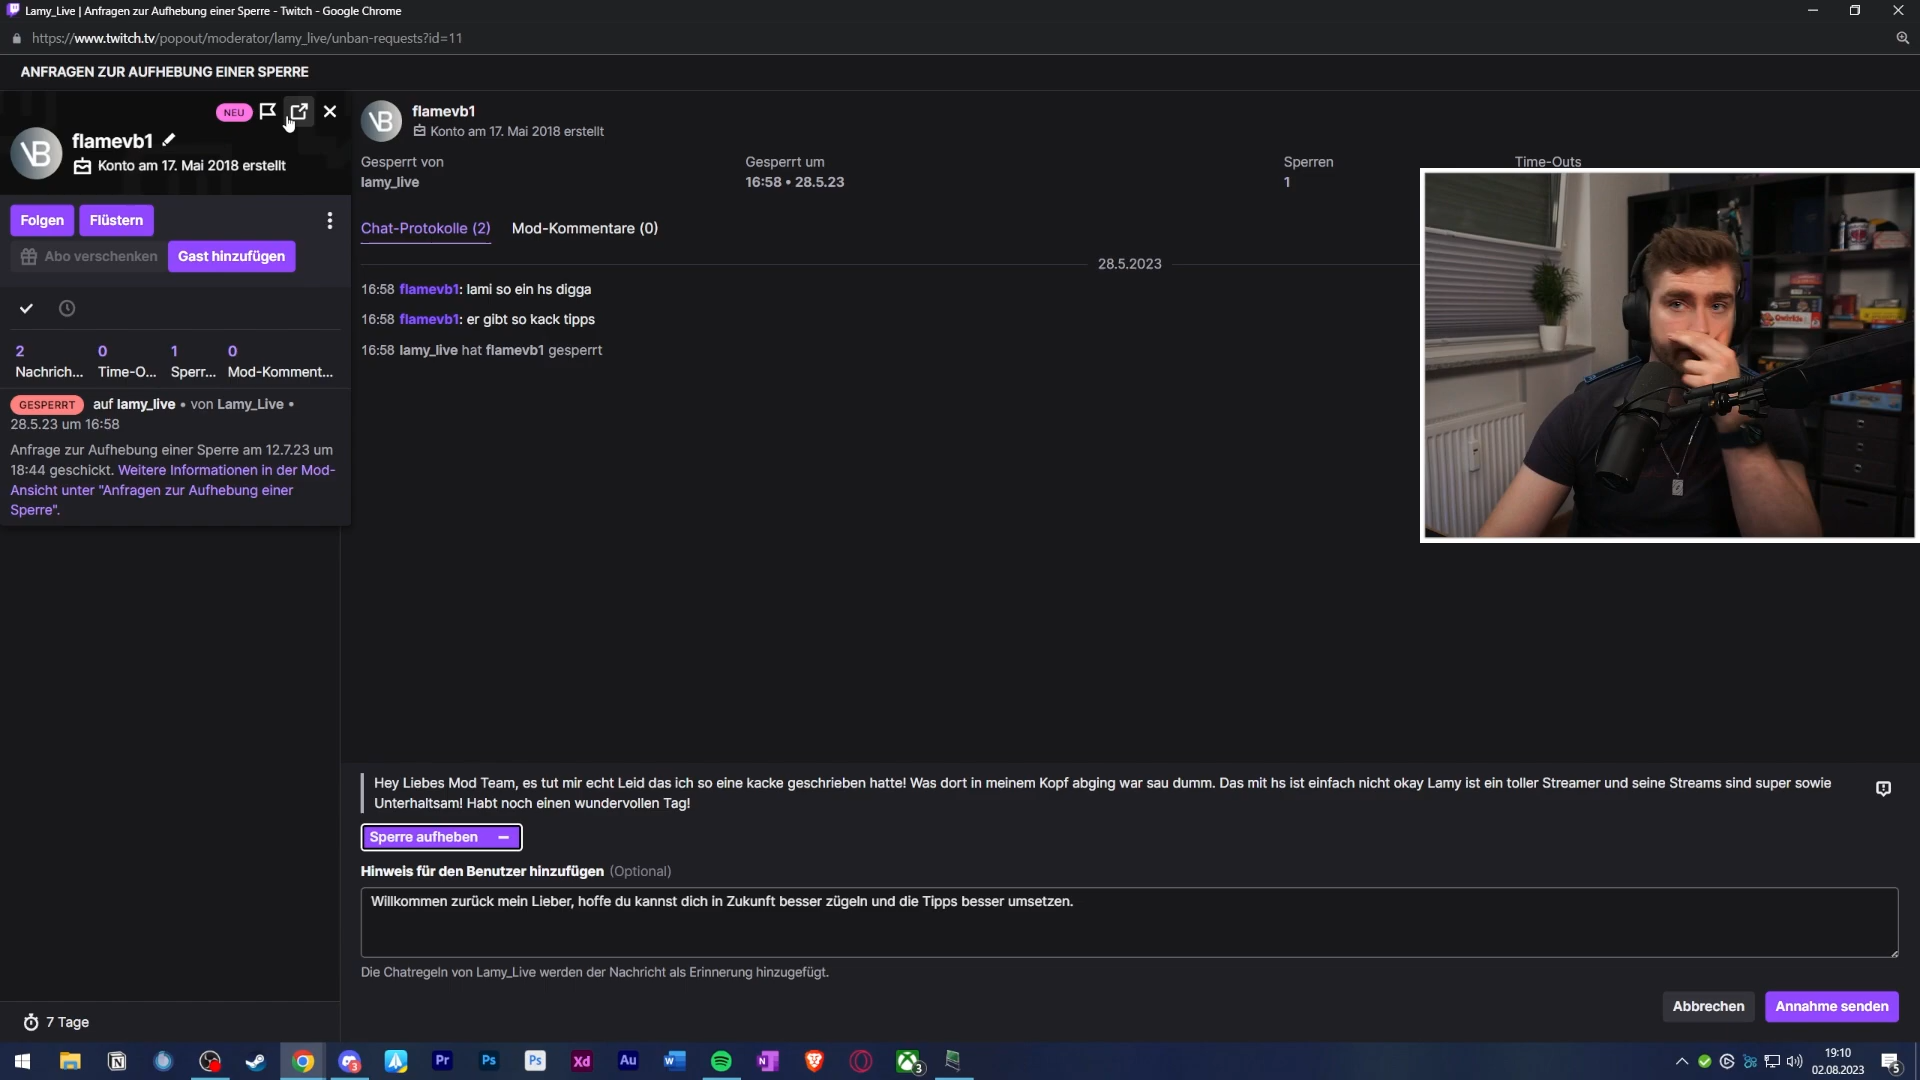 Lamy_Live | Anfragen zur Aufhebung einer Sperre - Twitch - Google Chrome
https://www.twitch.tv/popout/moderator/lamy_live/unban-requests?id=11
ANFRAGEN ZUR AUFHEBUNG EINER SPERRE
NEU
flamevb1
Konto am 17. Mai 2018 erstellt
Folgen
Flüstern
Abo verschenken
Gast hinzufügen
2
0
1
0
Nachrich...
Time-O...
Sperr...
Mod-Komment...
GESPERRT auf lamy_live • von Lamy_Live •
28.5.23 um 16:58
Anfrage zur Aufhebung einer Sperre am 12.7.23 um
18:44 geschickt. Weitere Informationen in der Mod-
Ansicht unter "Anfragen zur Aufhebung einer
Sperre".
7 Tage
flamevb1
Konto am 17. Mai 2018 erstellt
Gesperrt von
Gesperrt um
Sperren
Time-Outs
lamy_live
16:58 • 28.5.23
1
Chat-Protokolle (2)
Mod-Kommentare (0)
28.5.2023
16:58 flamevb1: lami so ein hs digga
16:58 flamevb1: er gibt so kack tipps
16:58 lamy_live hat flamevb1 gesperrt
Qwirkle
Hey Liebes Mod Team, es tut mir echt Leid das ich so eine kacke geschrieben hatte! Was dort in meinem Kopf abging war sau dumm. Das mit hs ist einfach nicht okay Lamy ist ein toller Streamer und seine Streams sind super sowie
Unterhaltsam! Habt noch einen wundervollen Tag!
Sperre aufheben
Hinweis für den Benutzer hinzufügen (Optional)
Willkommen zurück mein Lieber, hoffe du kannst dich in Zukunft besser zügeln und die Tipps besser umsetzen.
Die Chatregeln von Lamy_Live werden der Nachricht als Erinnerung hinzugefügt.
Abbrechen
Annahme senden
3
Pr
Ps
Ps
Xd
Au
W
N
3
19:10
02.08.2023
5